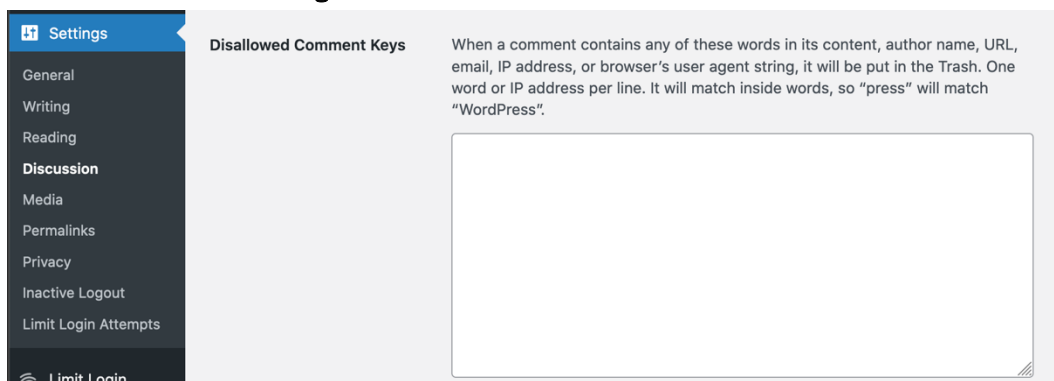 Settings
General
Writing
Reading
Discussion
Media
Permalinks
Privacy
Inactive Logout
Limit Login Attempts
Limit Login
Disallowed Comment Keys
When a comment contains any of these words in its content, author name, URL,
email, IP address, or browser’s user agent string, it will be put in the Trash. One
word or IP address per line. It will match inside words, so “press” will match
“WordPress”.